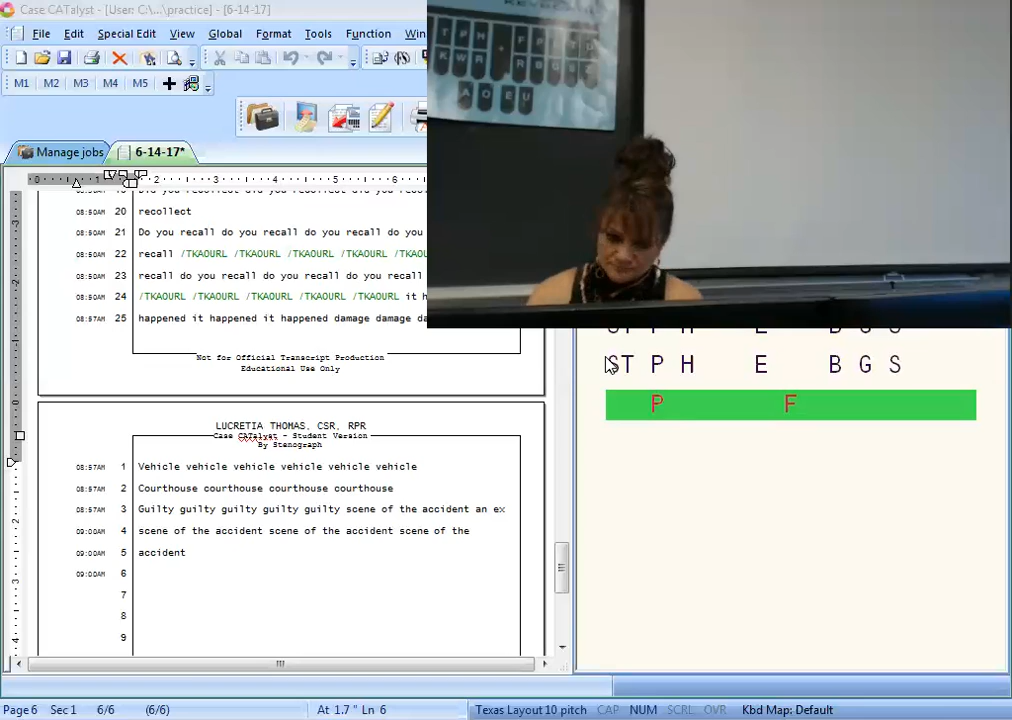 Case CATalyst - [User: C:\...\practice] - [6-14-17]
File Edit Special Edit View Global Format Tools Function Win
M1 M2 M3 M4 M5
Manage jobs 6-14-17*
08:50AM 20 recollect
08:50AM 21 Do you recall do you recall do you recall do you
08:50AM 22 recall /TKAOURL /TKAOURL /TKAOURL /TKAOURL
08:50AM 23 recall do you recall do you recall do you recall
08:50AM 24 /TKAOURL /TKAOURL /TKAOURL /TKAOURL it h
08:57AM 25 happened it happened it happened damage damage da
Not for Official Transcript Production
Educational Use Only
LUCRETIA THOMAS, CSR, RPR
Case CATalyst - Student Version
By Stenograph
08:57AM 1 Vehicle vehicle vehicle vehicle vehicle vehicle
08:57AM 2 Courthouse courthouse courthouse courthouse
08:57AM 3 Guilty guilty guilty guilty guilty scene of the accident an ex
09:00AM 4 scene of the accident scene of the accident scene of the
09:00AM 5 accident
09:00AM 6
7
8
9
ST P H E B G S
P F
Page 6 Sec 1 6/6 (6/6) At 1.7" Ln 6 Texas Layout 10 pitch CAP NUM SCRL OVR Kbd Map: Default